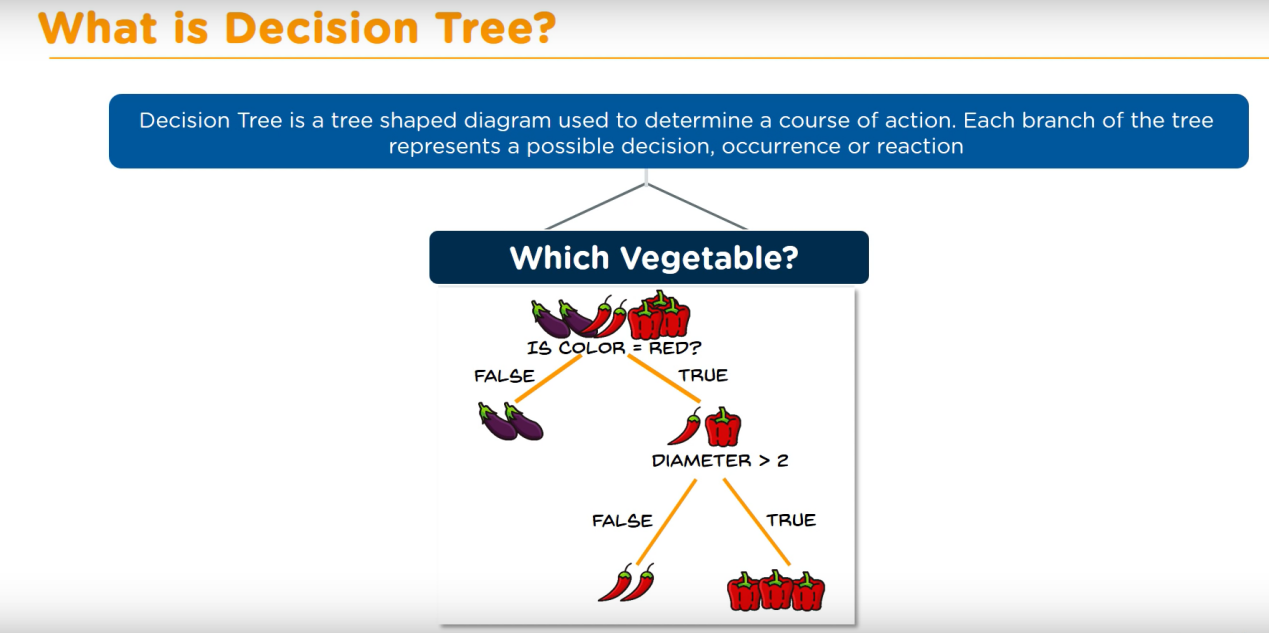 What is Decision Tree?
Decision Tree is a tree shaped diagram used to determine a course of action. Each branch of the tree
represents a possible decision, occurrence or reaction
Which Vegetable?
IS COLOR = RED?
FALSE
TRUE
DIAMETER > 2
FALSE
TRUE